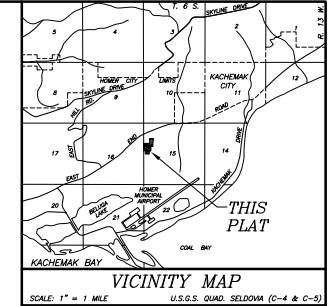 T. 6 S.
SKYLINE DRIVE
R. 13 W.
5
4
3
2
1
HOMER CITY LIMITS
KACHEMAK CITY
SKYLINE DRIVE
8
9
10
11
12
HILL RD.
ROAD
END
EAST
EAST
17
16
15
14
DRIVE
KACHEMAK
HOMER MUNICIPAL AIRPORT
THIS
PLAT
20
BELUGA LAKE
21
22
COAL BAY
KACHEMAK BAY
VICINITY MAP
SCALE: 1" = 1 MILE U.S.G.S. QUAD. SELDOVIA (C-4 & C-5)